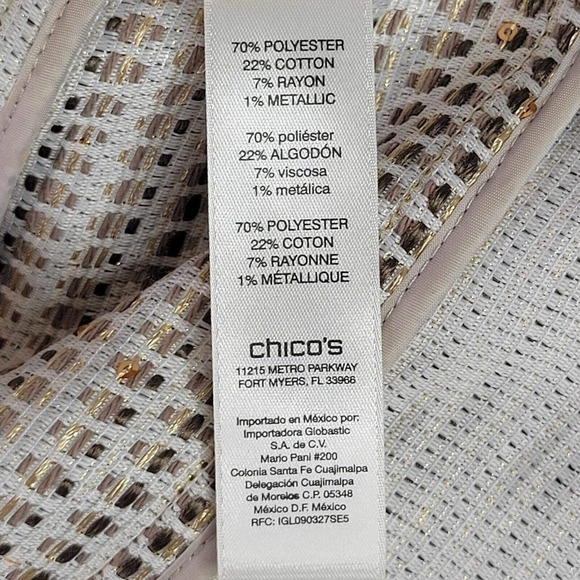 70% POLYESTER
22% COTTON
7% RAYON
1% METALLIC
70% poliéster
22% ALGODÓN
7% viscosa
1% metálica
70% POLYESTER
22% COTON
7% RAYONNE
1% MÉTALLIQUE
chico's
11215 METRO PARKWAY
FORT MYERS, FL 33966
Importado en México por:
Importadora Globastic
S.A. de C.V.
Mario Pani #200
Colonia Santa Fe Cuajimalpa
Delegación Cuajimalpa
de Morelos C.P. 05348
México D.F. México
RFC: IGL090327SE5